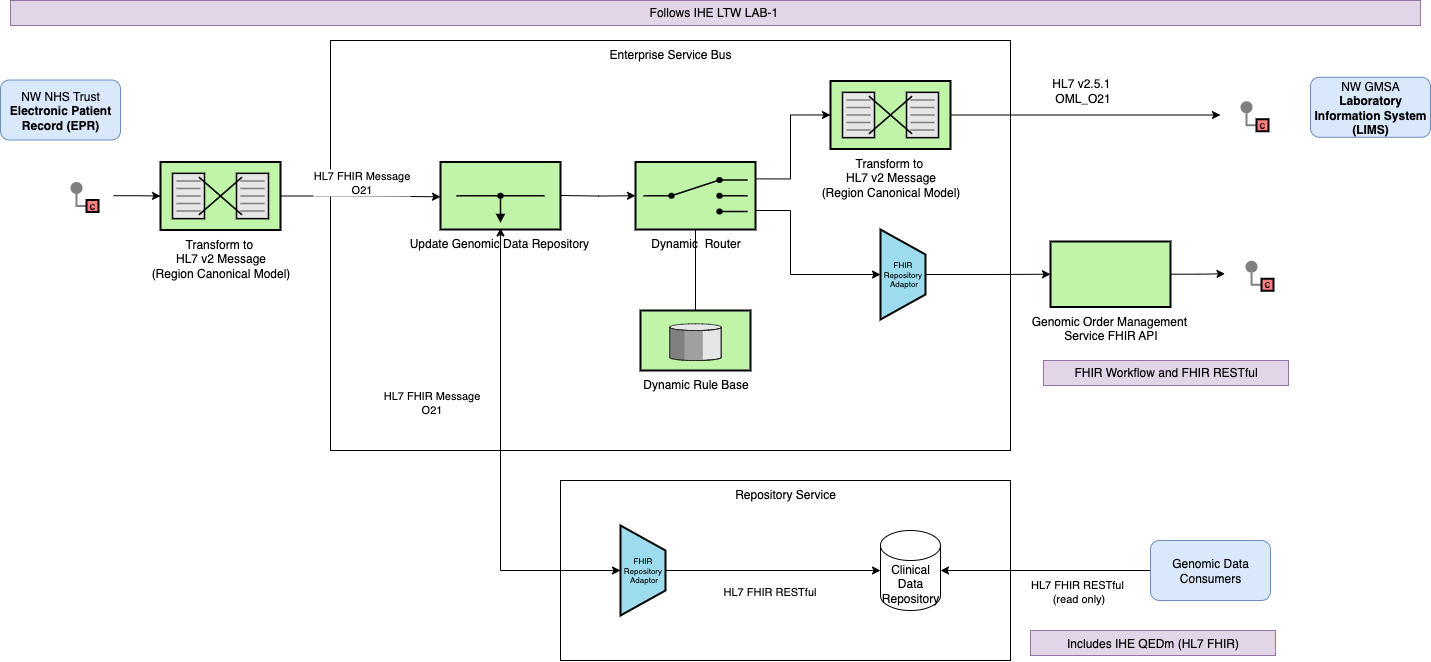 Follows IHE LTW LAB-1
Enterprise Service Bus
NW NHS Trust
Electronic Patient
Record (EPR)
HL7 v2.5.1
OML_O21
NW GMSA
Laboratory
Information System
(LIMS)
C
C
HL7 FHIR Message
O21
Transform to
HL7 v2 Message
(Region Canonical Model)
Transform to
HL7 v2 Message
(Region Canonical Model)
Update Genomic Data Repository
Dynamic Router
FHIR
Repository
Adaptor
C
Genomic Order Management
Service FHIR API
Dynamic Rule Base
FHIR Workflow and FHIR RESTful
HL7 FHIR Message
O21
Repository Service
FHIR
Repository
Adaptor
HL7 FHIR RESTful
Clinical
Data
Repository
HL7 FHIR RESTful
(read only)
Genomic Data
Consumers
Includes IHE QEDm (HL7 FHIR)